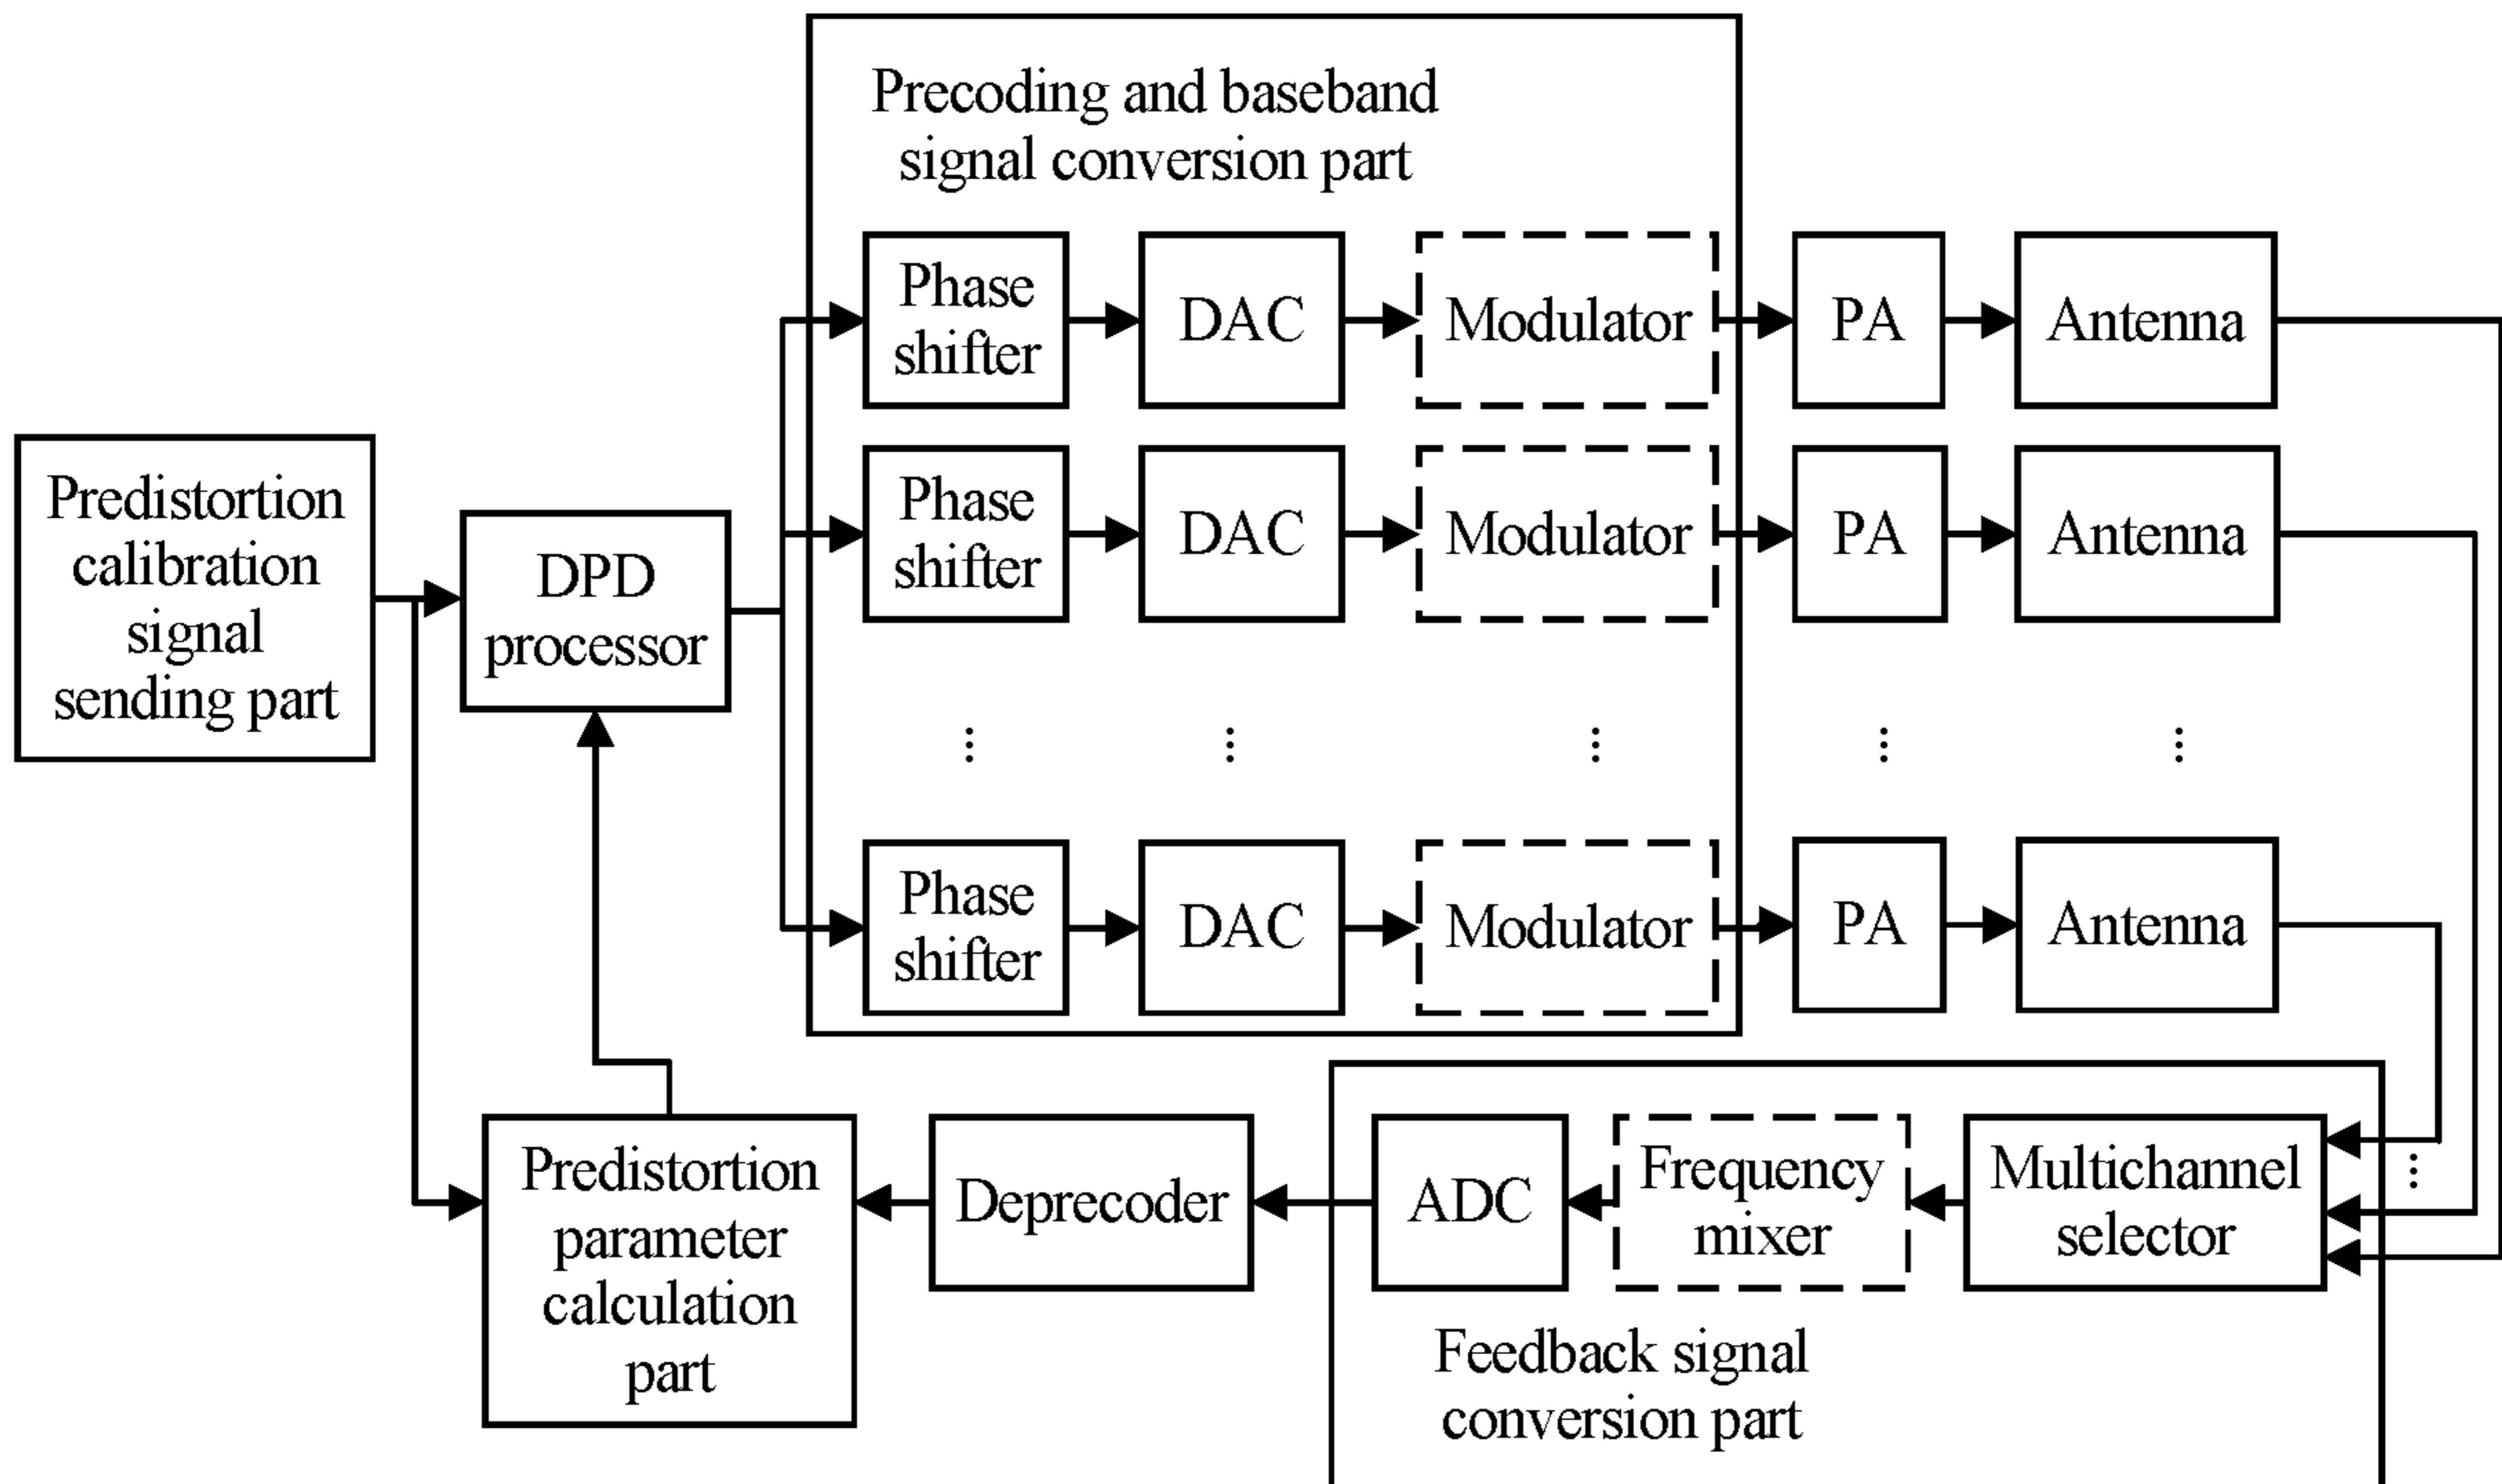 Precoding and baseband
signal conversion part
Phase
shifter
DAC
Modulator
PA
Antenna
Predistortion
calibration
signal
sending part
DPD
processor
Phase
shifter
DAC
Modulator
PA
Antenna
Phase
shifter
DAC
Modulator
PA
Antenna
Predistortion
parameter
calculation
part
Deprecoder
ADC
Frequency
mixer
Multichannel
selector
Feedback signal
conversion part